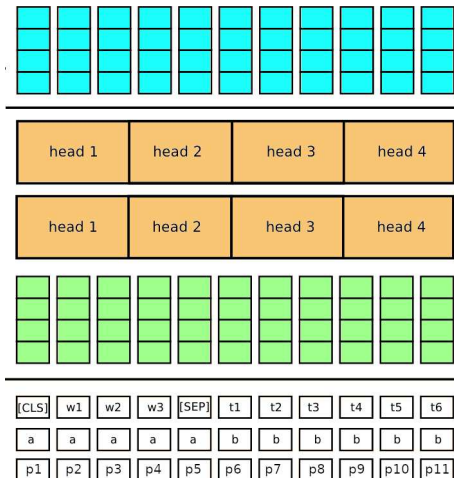 head 1 head 2 head 3 head 4
head 1 head 2 head 3 head 4
[CLS] w1 w2 w3 [SEP] t1 t2 t3 t4 t5 t6
a a a a a b b b b b b
p1 p2 p3 p4 p5 p6 p7 p8 p9 p10 p11